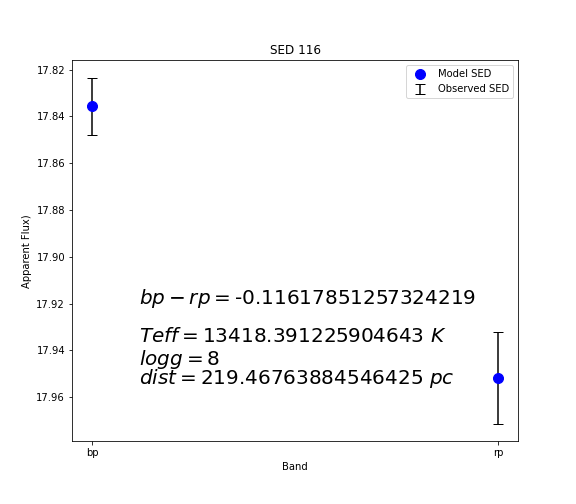 SED 116
Model SED
Observed SED
17.82
17.84
17.86
17.88
17.90
17.92
17.94
17.96
Apparent Flux)
bp − rp = -0.11617851257324219
Teff = 13418.391225904643 K
logg = 8
dist = 219.46763884546425 pc
bp
rp
Band